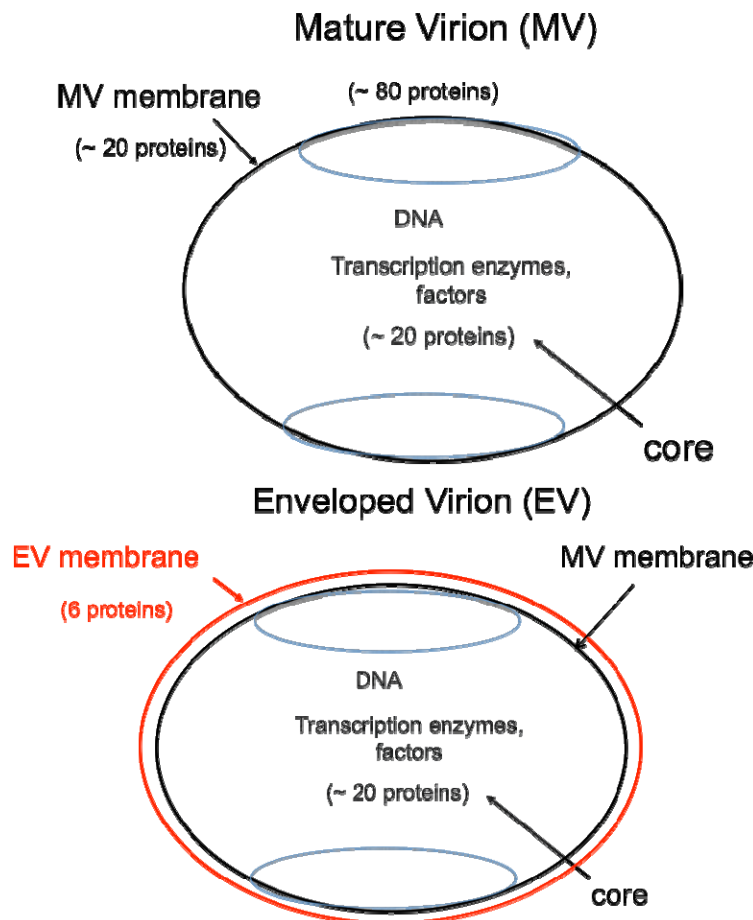 Mature Virion (MV)
MV membrane
(~ 80 proteins)
(~ 20 proteins)
DNA
Transcription enzymes,
factors
(~ 20 proteins)
core
Enveloped Virion (EV)
EV membrane
MV membrane
(6 proteins)
DNA
Transcription enzymes,
factors
(~ 20 proteins)
core